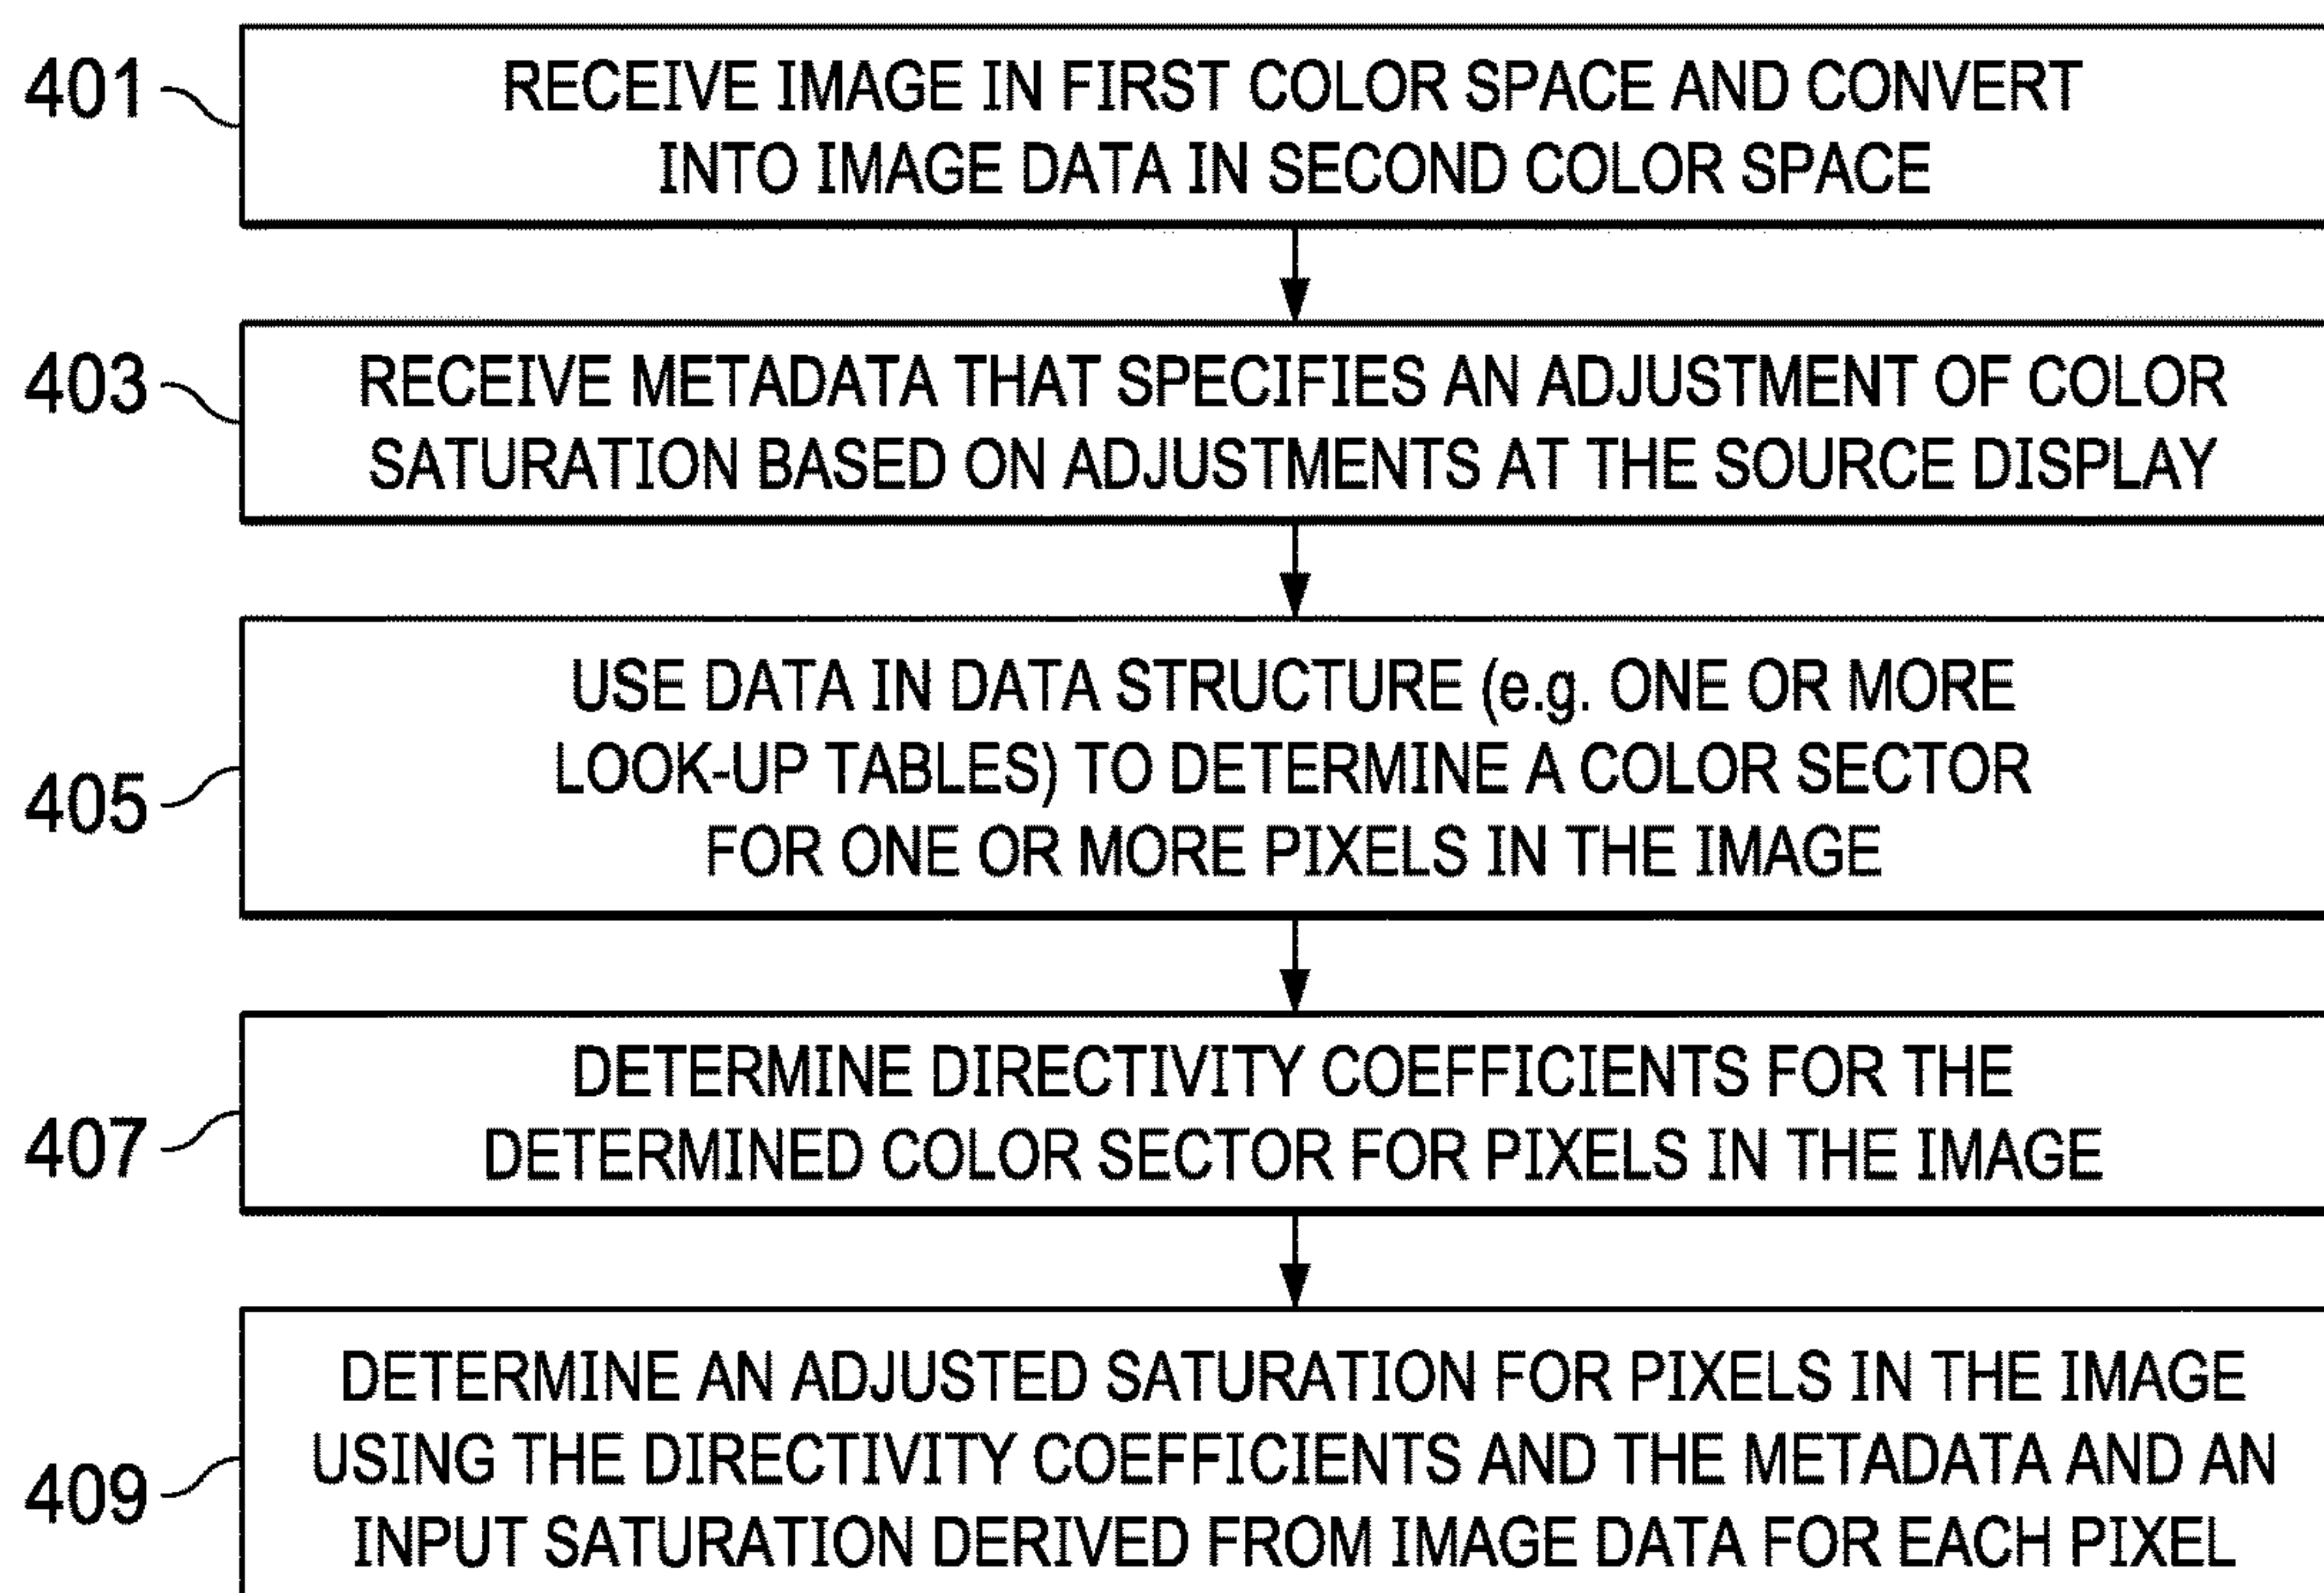 401
RECEIVE IMAGE IN FIRST COLOR SPACE AND CONVERT
INTO IMAGE DATA IN SECOND COLOR SPACE
403
RECEIVE METADATA THAT SPECIFIES AN ADJUSTMENT OF COLOR
SATURATION BASED ON ADJUSTMENTS AT THE SOURCE DISPLAY
405
USE DATA IN DATA STRUCTURE (e.g. ONE OR MORE
LOOK-UP TABLES) TO DETERMINE A COLOR SECTOR
FOR ONE OR MORE PIXELS IN THE IMAGE
407
DETERMINE DIRECTIVITY COEFFICIENTS FOR THE
DETERMINED COLOR SECTOR FOR PIXELS IN THE IMAGE
409
DETERMINE AN ADJUSTED SATURATION FOR PIXELS IN THE IMAGE
USING THE DIRECTIVITY COEFFICIENTS AND THE METADATA AND AN
INPUT SATURATION DERIVED FROM IMAGE DATA FOR EACH PIXEL